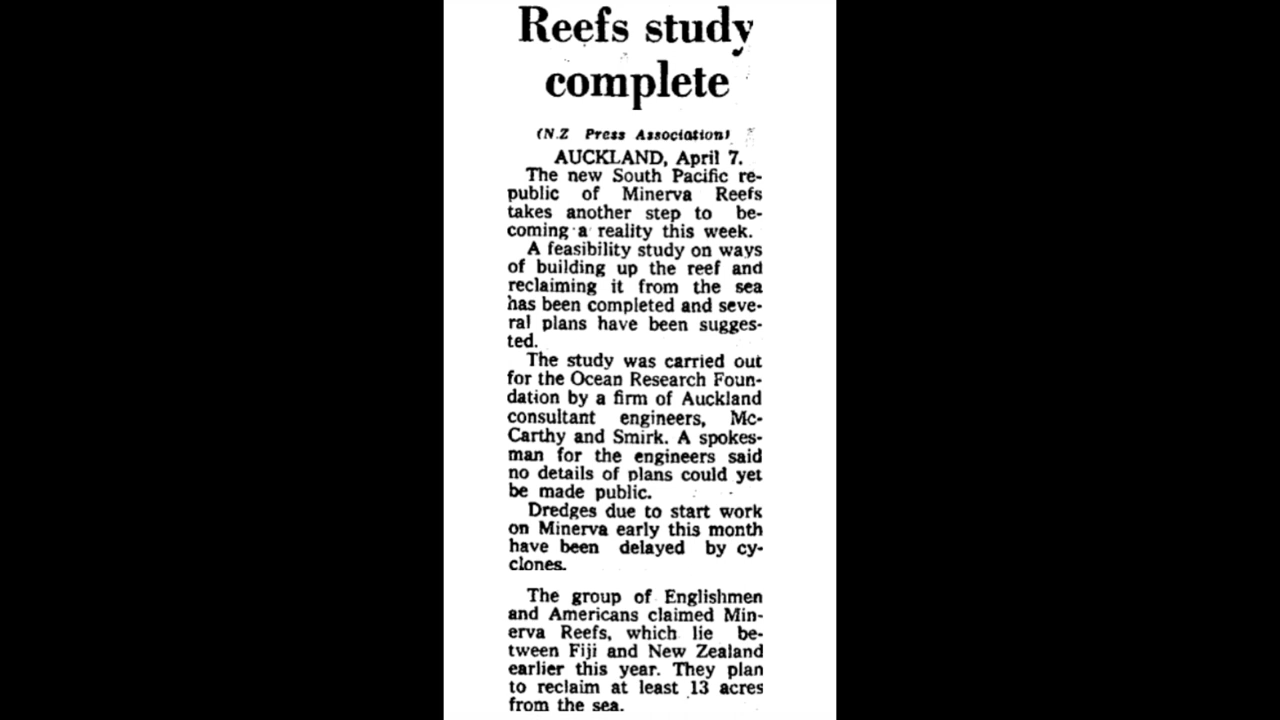 Reefs study
complete
(N.Z Press Association)
AUCKLAND, April 7.
The new South Pacific re-
public of Minerva Reefs
takes another step to be-
coming a reality this week.
A feasibility study on ways
of building up the reef and
reclaiming it from the sea
has been completed and seve-
ral plans have been sugges-
ted.
The study was carried out
for the Ocean Research Foun-
dation by a firm of Auckland
consultant engineers, Mc-
Carthy and Smirk. A spokes-
man for the engineers said
no details of plans could yet
be made public.
Dredges due to start work
on Minerva early this month
have been delayed by cy-
clones.
The group of Englishmen
and Americans claimed Min-
erva Reefs, which lie be-
tween Fiji and New Zealand
earlier this year. They plan
to reclaim at least 13 acres
from the sea.